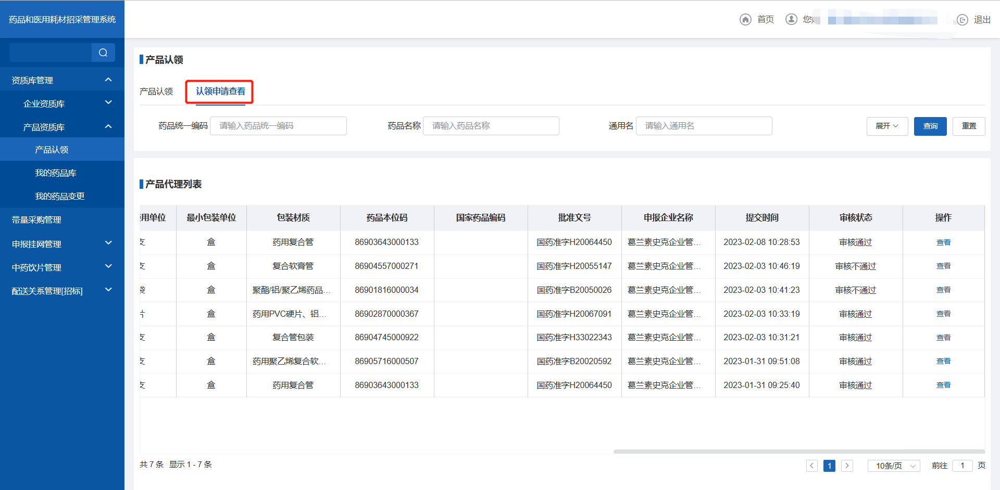 药品和医用耗材招采管理系统
首页
您
退出
资质库管理
企业资质库
产品资质库
产品认领
我的药品库
我的药品变更
带量采购管理
申报挂网管理
中药饮片管理
配送关系管理[招标]
产品认领
产品认领 认领申请查看
药品统一编码 请输入药品统一编码 药品名称 请输入药品名称 通用名 请输入通用名 展开 查询 重置
产品代理列表
用单位 最小包装单位 包装材质 药品本位码 国家药品编码 批准文号 申报企业名称 提交时间 审核状态 操作
支 盒 药用复合管 86903643000133 国药准字H20064450 葛兰素史克企业管... 2023-02-08 10:28:53 审核通过 查看
支 盒 复合软膏管 86904557000271 国药准字H20055147 葛兰素史克企业管... 2023-02-03 10:46:19 审核不通过 查看
袋 盒 聚酯/铝/聚乙烯药品... 86901816000034 国药准字B20050026 葛兰素史克企业管... 2023-02-03 10:41:23 审核不通过 查看
片 盒 药用PVC硬片、铝... 86902870000367 国药准字H20067091 葛兰素史克企业管... 2023-02-03 10:33:19 审核通过 查看
支 盒 复合管包装 86904745000922 国药准字H33022343 葛兰素史克企业管... 2023-02-03 10:31:21 审核通过 查看
支 盒 药用聚乙烯复合软... 86905716000507 国药准字B20020592 葛兰素史克企业管... 2023-01-31 09:51:08 审核通过 查看
支 盒 药用复合管 86903643000133 国药准字H20064450 葛兰素史克企业管... 2023-01-31 09:25:40 审核通过 查看
共 7 条 显示 1 - 7 条
1 10条/页 前往 1 页